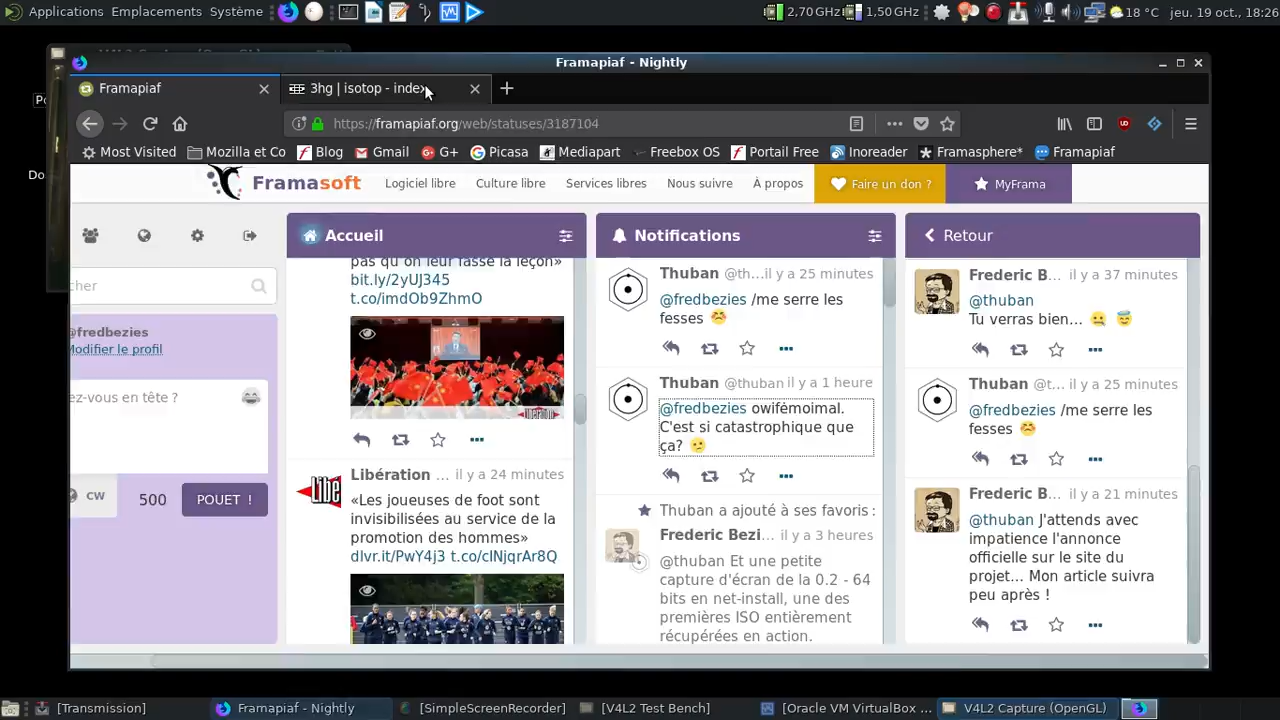 Applications Emplacements Système 2,70 GHz 1,50 GHz 18 °C jeu. 19 oct., 18:26
Framapiaf - Nightly
Framapiaf
3hg | isotop - index
https://framapiaf.org/web/statuses/3187104
Most Visited Mozilla et Co Blog Gmail G+ Picasa Mediapart Freebox OS Portail Free Inoreader Framasphere* Framapiaf
Framasoft Logiciel libre Culture libre Services libres Nous suivre À propos Faire un don ? MyFrama
cher
@fredbezies
Modifier le profil
ez-vous en tête ?
CW 500 POUET !
Accueil
pas qu'on leur fasse la leçon»
bit.ly/2yUJ345
t.co/imdOb9ZhmO
Libération ... il y a 24 minutes
«Les joueuses de foot sont
invisibilisées au service de la
promotion des hommes»
dlvr.it/PwY4j3 t.co/cINjqrAr8Q
Notifications
Thuban @th... il y a 25 minutes
@fredbezies /me serre les
fesses
Thuban @thuban il y a 1 heure
@fredbezies owifėmoimal.
C'est si catastrophique que
ça?
Thuban a ajouté à ses favoris :
Frederic Bezi... il y a 3 heures
@thuban Et une petite
capture d'écran de la 0.2 - 64
bits en net-install, une des
premières ISO entièrement
récupérées en action.
Retour
Frederic B... il y a 37 minutes
@thuban
Tu verras bien...
Thuban @t... il y a 25 minutes
@fredbezies /me serre les
fesses
Frederic B... il y a 21 minutes
@thuban J'attends avec
impatience l'annonce
officielle sur le site du
projet... Mon article suivra
peu après !
[Transmission] Framapiaf - Nightly [SimpleScreenRecorder] [V4L2 Test Bench] [Oracle VM VirtualBox ... V4L2 Capture (OpenGL)